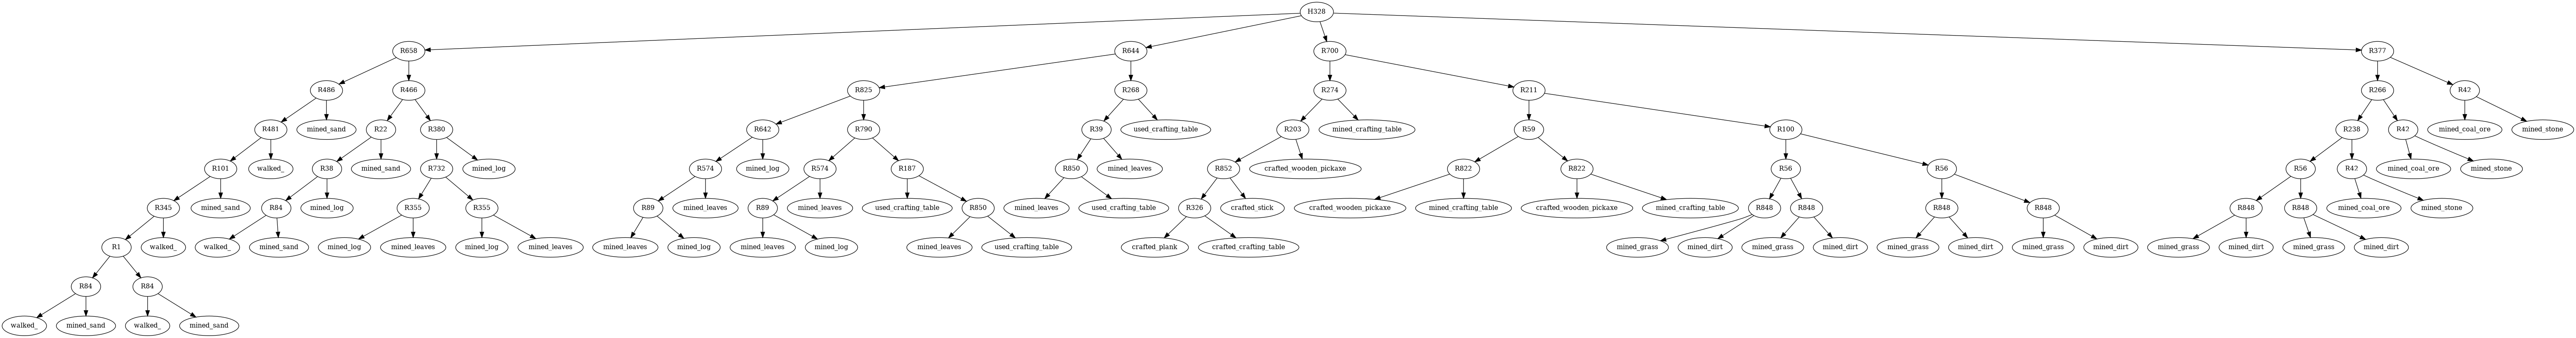 H328
R658 R644 R700 R377
R486 R466 R825 R268 R274 R211 R266 R42
R481 mined_sand R22 R380 R642 R790 R39 used_crafting_table R203 mined_crafting_table R59 R100 R238 R42 mined_coal_ore mined_stone
R101 walked_ R38 mined_sand R732 mined_log R574 mined_log R574 R187 R850 mined_leaves R852 crafted_wooden_pickaxe R822 R822 R56 R56 R56 R42 mined_coal_ore mined_stone
R345 mined_sand R84 mined_log R355 R355 R89 mined_leaves R89 mined_leaves used_crafting_table R850 mined_leaves used_crafting_table R326 crafted_stick crafted_wooden_pickaxe mined_crafting_table crafted_wooden_pickaxe mined_crafting_table R848 R848 R848 R848 R848 R848 mined_coal_ore mined_stone
R1 walked_ walked_ mined_sand mined_log mined_leaves mined_log mined_leaves mined_leaves mined_log mined_leaves mined_log mined_leaves used_crafting_table crafted_plank crafted_crafting_table mined_grass mined_dirt mined_grass mined_dirt mined_grass mined_dirt mined_grass mined_dirt mined_grass mined_dirt mined_grass mined_dirt
R84 R84
walked_ mined_sand walked_ mined_sand